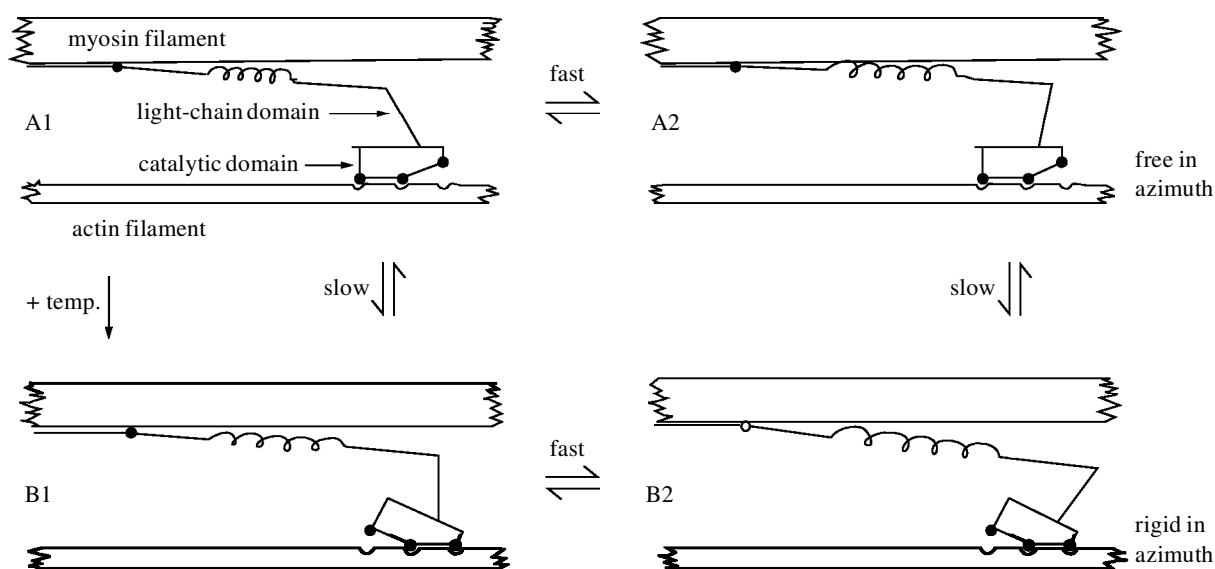 myosin filament
fast
light-chain domain
A1
A2
catalytic domain
free in
azimuth
actin filament
+ temp.
slow
slow
fast
B1
B2
rigid in
azimuth